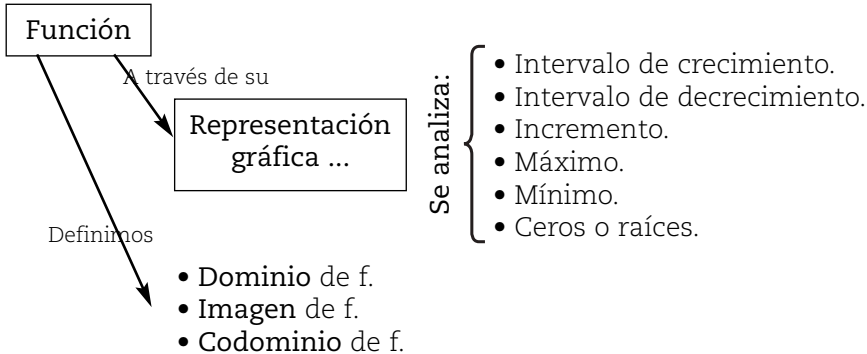 Función
A través de su
Representación
gráfica ...
Se analiza:
• Intervalo de crecimiento.
• Intervalo de decrecimiento.
• Incremento.
• Máximo.
• Mínimo.
• Ceros o raíces.
Definimos
• Dominio de f.
• Imagen de f.
• Codominio de f.